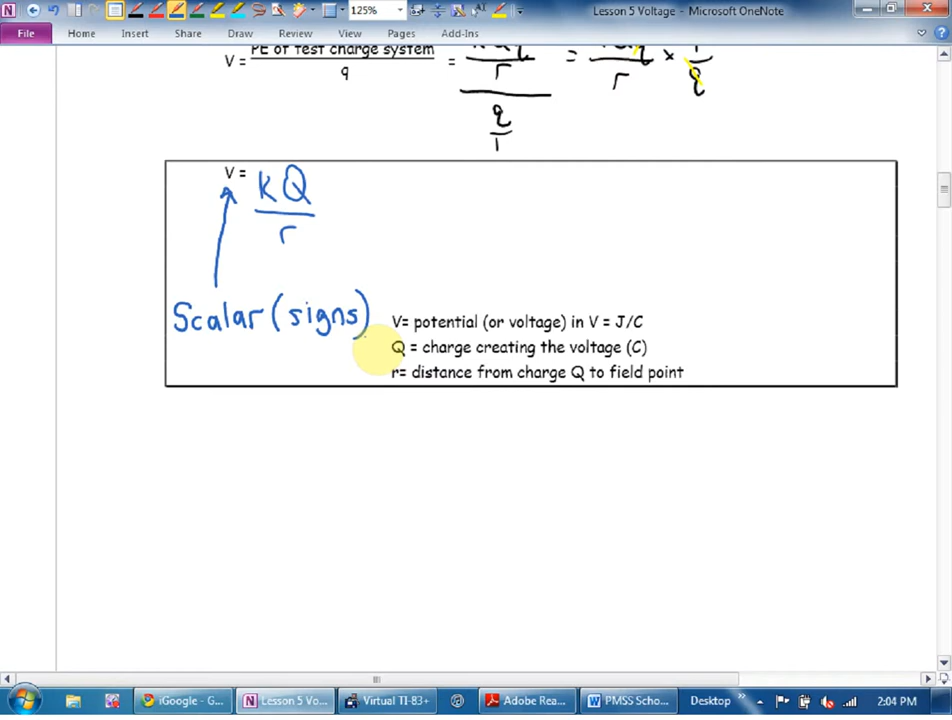 Lesson 5 Voltage - Microsoft OneNote
125%
File Home Insert Share Draw Review View Pages Add-Ins
V = PE of test charge system / q = / r / q / 1 = / r × / q
V = kQ / r
Scalar (signs)
V= potential (or voltage) in V = J/C
Q = charge creating the voltage (C)
r= distance from charge Q to field point
iGoogle - G... Lesson 5 Vo... Virtual TI-83+ Adobe Rea... PMSS Scho... Desktop 2:04 PM